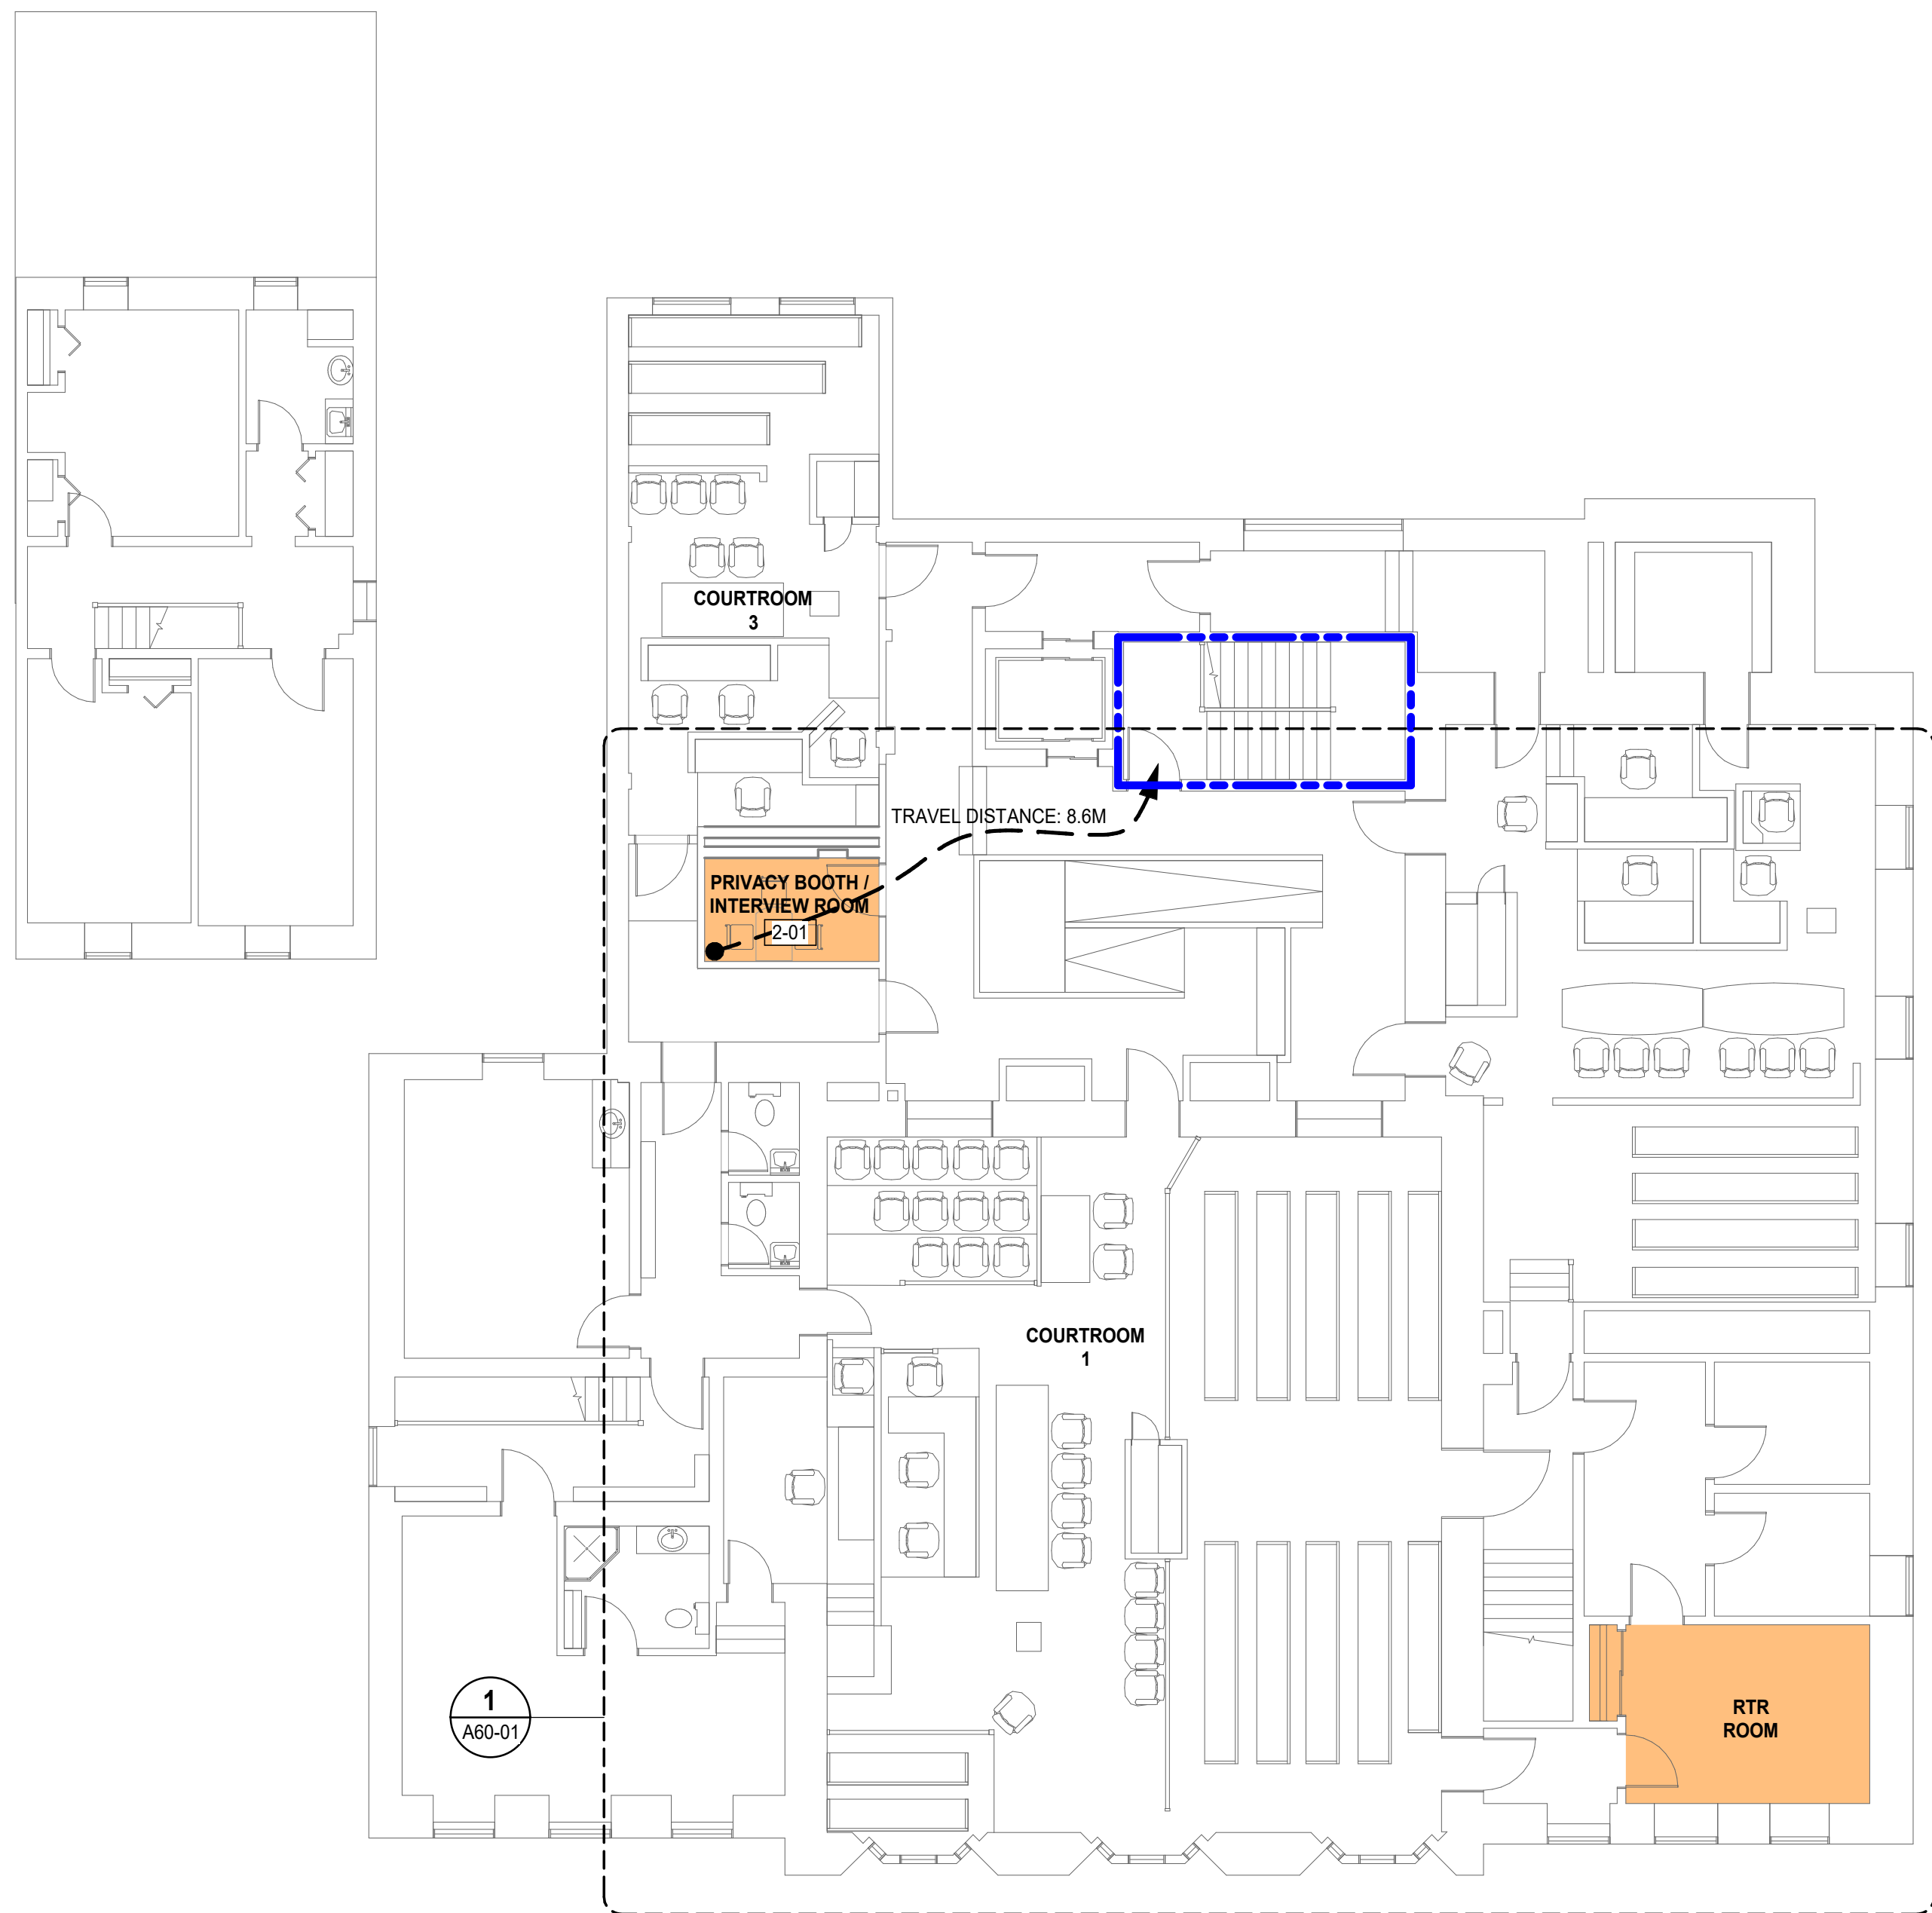 COURTROOM
3
TRAVEL DISTANCE: 8.6M
PRIVACY BOOTH /
INTERVIEW ROOM
2-01
COURTROOM
1
1
A60-01
RTR
ROOM